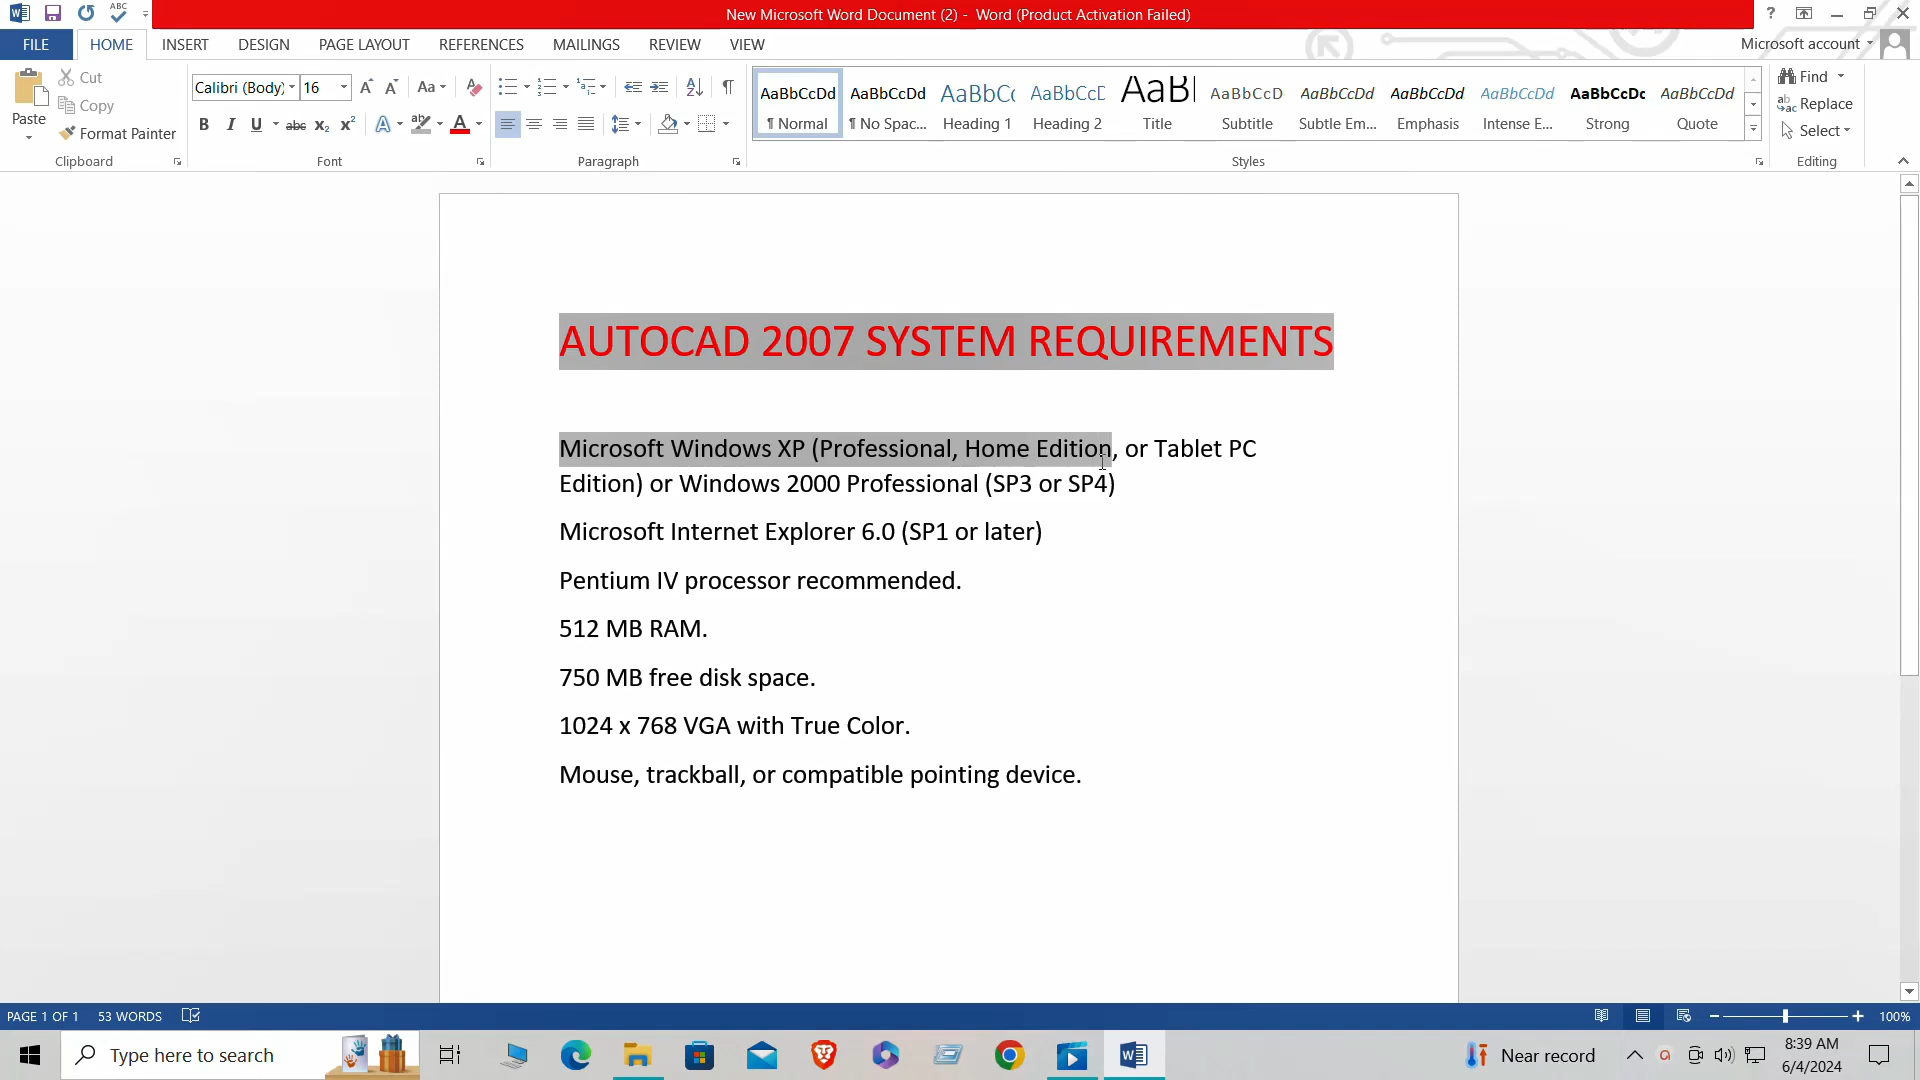 New Microsoft Word Document (2) - Word (Product Activation Failed)
FILE HOME INSERT DESIGN PAGE LAYOUT REFERENCES MAILINGS REVIEW VIEW
Microsoft account
Paste
Cut
Copy
Format Painter
Clipboard
Calibri (Body) 16
Font
Paragraph
AaBbCcDd AaBbCcDd AaBbCc AaBbCcD AaBI AaBbCcD AaBbCcDd AaBbCcDd AaBbCcDd AaBbCcDc AaBbCcDd
¶ Normal ¶ No Spac... Heading 1 Heading 2 Title Subtitle Subtle Em... Emphasis Intense E... Strong Quote
Styles
Find
Replace
Select
Editing
AUTOCAD 2007 SYSTEM REQUIREMENTS
Microsoft Windows XP (Professional, Home Edition, or Tablet PC
Edition) or Windows 2000 Professional (SP3 or SP4)
Microsoft Internet Explorer 6.0 (SP1 or later)
Pentium IV processor recommended.
512 MB RAM.
750 MB free disk space.
1024 x 768 VGA with True Color.
Mouse, trackball, or compatible pointing device.
PAGE 1 OF 1 53 WORDS
100%
Type here to search
Near record
8:39 AM
6/4/2024